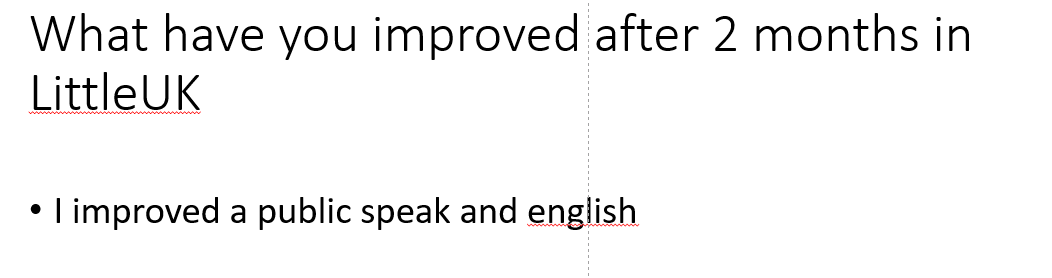 What have you improved after 2 months in
LittleUK
• I improved a public speak and english